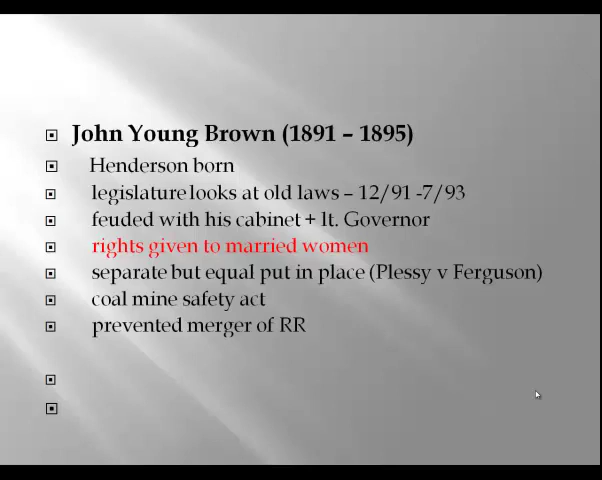 John Young Brown (1891 – 1895)
Henderson born
legislature looks at old laws – 12/91 -7/93
feuded with his cabinet + lt. Governor
rights given to married women
separate but equal put in place (Plessy v Ferguson)
coal mine safety act
prevented merger of RR